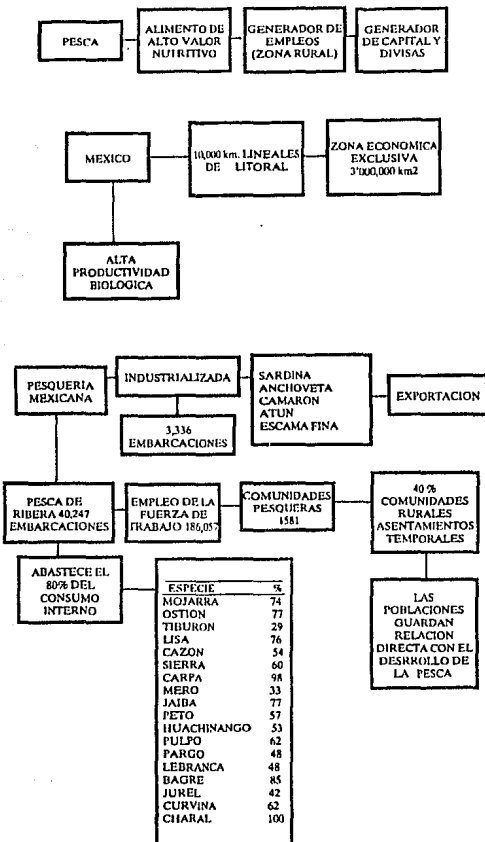 PESCA
ALIMENTO DE
ALTO VALOR
NUTRITIVO
GENERADOR DE
EMPLEOS
(ZONA RURAL)
GENERADOR
DE CAPITAL Y
DIVISAS
MEXICO
10,000 km. LINEALES
DE LITORAL
ZONA ECONOMICA
EXCLUSIVA
3'000,000 km2
ALTA
PRODUCTIVIDAD
BIOLOGICA
PESQUERIA
MEXICANA
INDUSTRIALIZADA
3,336
EMBARCACIONES
SARDINA
ANCHOVETA
CAMARON
ATUN
ESCAMA FINA
EXPORTACION
PESCA DE
RIBERA 40,247
EMBARCACIONES
EMPLEO DE LA
FUERZA DE
TRABAJO 186,057
COMUNIDADES
PESQUERAS
1581
40 %
COMUNIDADES
RURALES
ASENTAMIENTOS
TEMPORALES
ABASTECE EL
80% DEL
CONSUMO
INTERNO
LAS
POBLACIONES
GUARDAN
RELACION
DIRECTA CON EL
DESRROLLO DE
LA PESCA
ESPECIE %
MOJARRA 74
OSTION 77
TIBURON 29
LISA 76
CAZON 54
SIERRA 60
CARPA 98
MERO 33
JAIBA 77
PETO 57
HUACHINANGO 53
PULPO 62
PARGO 48
LEBRANCA 48
BAGRE 85
JUREL 42
CURVINA 62
CHARAL 100